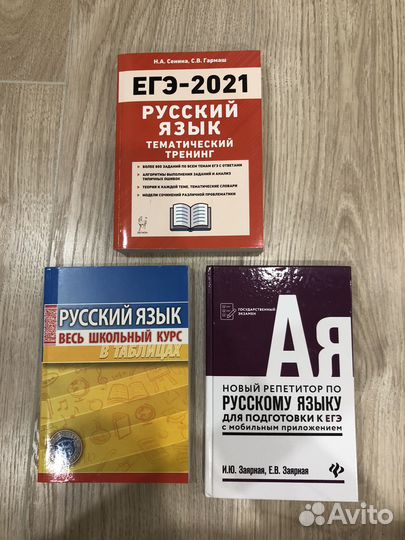 Н.А. Сенина, С.В. Гармаш
ЕГЭ-2021
РУССКИЙ
ЯЗЫК
ТЕМАТИЧЕСКИЙ
ТРЕНИНГ
БОЛЕЕ 800 ЗАДАНИЙ ПО ВСЕМ ТЕМАМ ЕГЭ С ОТВЕТАМИ
АЛГОРИТМЫ ВЫПОЛНЕНИЯ ЗАДАНИЙ И АНАЛИЗ
ТИПИЧНЫХ ОШИБОК
ТЕОРИЯ К КАЖДОЙ ТЕМЕ, ТЕМАТИЧЕСКИЕ СЛОВАРИ
МОДЕЛИ СОЧИНЕНИЙ РАЗЛИЧНОЙ ПРОБЛЕМАТИКИ
РУССКИЙ ЯЗЫК
ВЕСЬ ШКОЛЬНЫЙ КУРС
В ТАБЛИЦАХ
ГОСУДАРСТВЕННЫЙ
ЭКЗАМЕН
Ая
НОВЫЙ РЕПЕТИТОР ПО
РУССКОМУ ЯЗЫКУ
ДЛЯ ПОДГОТОВКИ К ЕГЭ
с мобильным приложением
И.Ю. Заярная, Е.В. Заярная
Avito